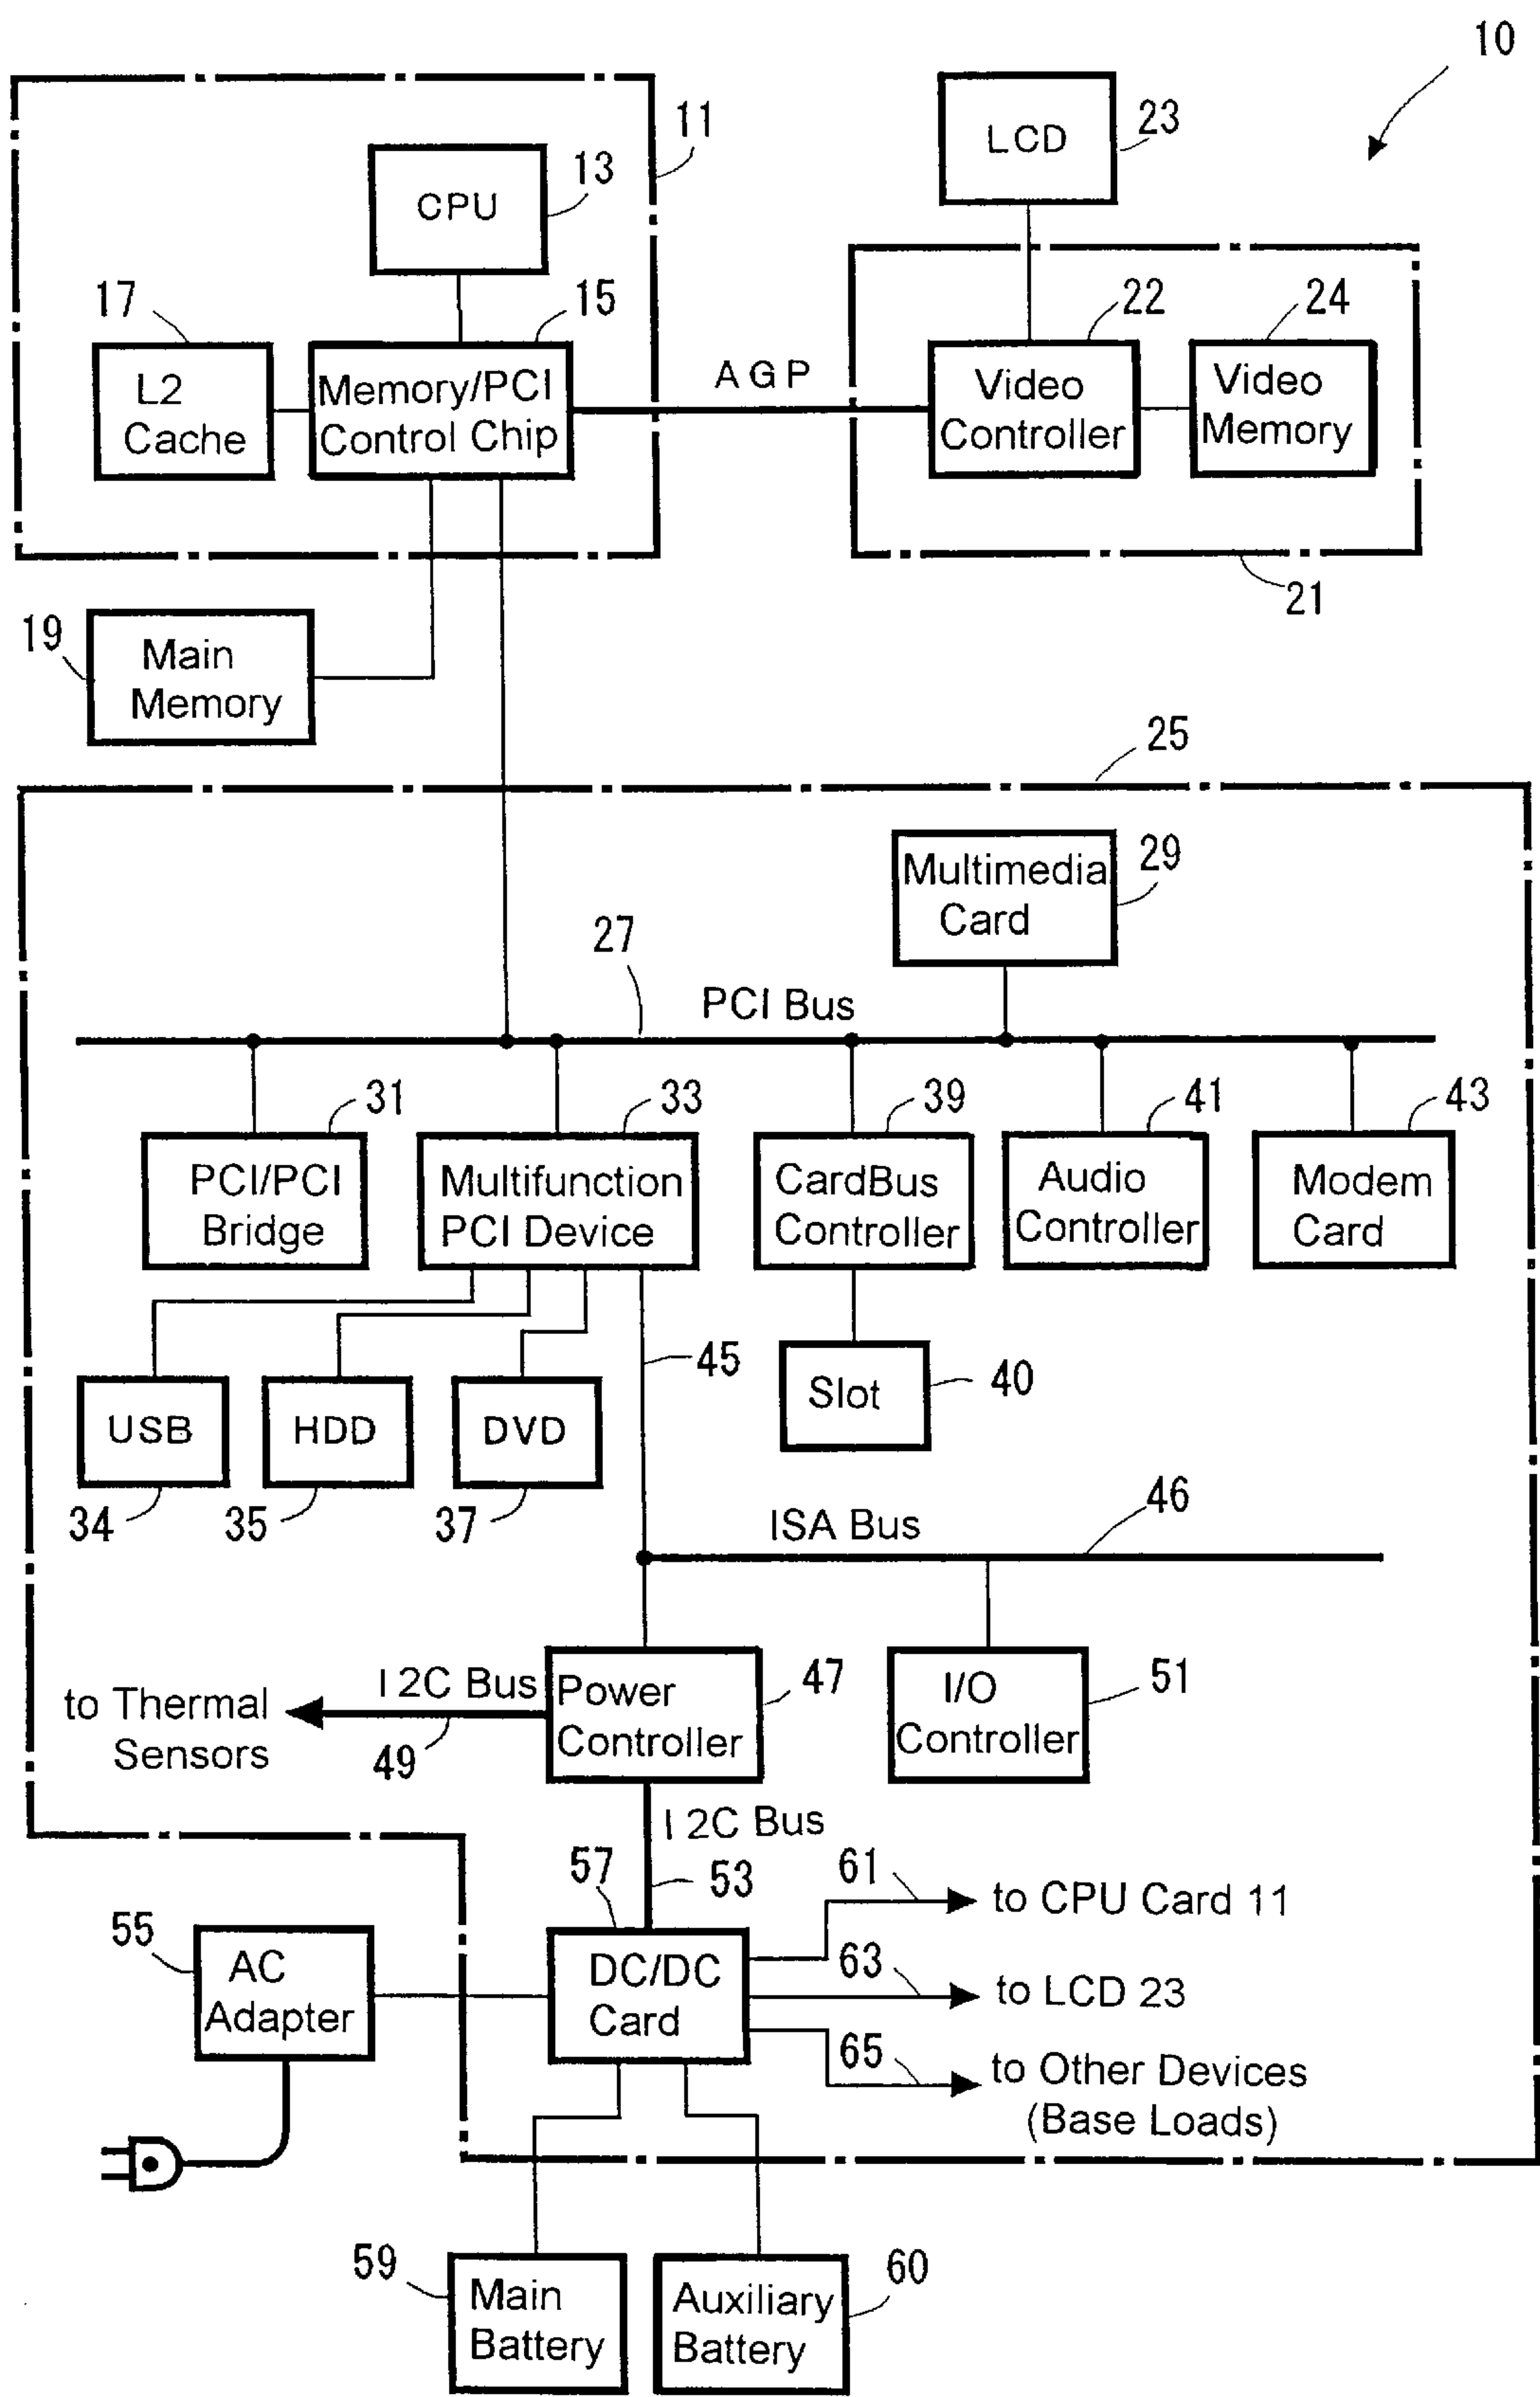 10
11
LCD
23
CPU
13
17
15
22
24
L2
Cache
Memory/PCI
Control Chip
AGP
Video
Controller
Video
Memory
21
19
Main
Memory
25
Multimedia
Card
29
27
PCI Bus
31
33
39
41
43
PCI/PCI
Bridge
Multifunction
PCI Device
CardBus
Controller
Audio
Controller
Modem
Card
45
Slot
40
USB
HDD
DVD
34
35
37
ISA Bus
46
to Thermal
Sensors
I2C Bus
49
Power
Controller
47
I/O
Controller
51
I2C Bus
53
57
61
to CPU Card 11
55
AC
Adapter
DC/DC
Card
63
to LCD 23
65
to Other Devices
(Base Loads)
59
Main
Battery
Auxiliary
Battery
60